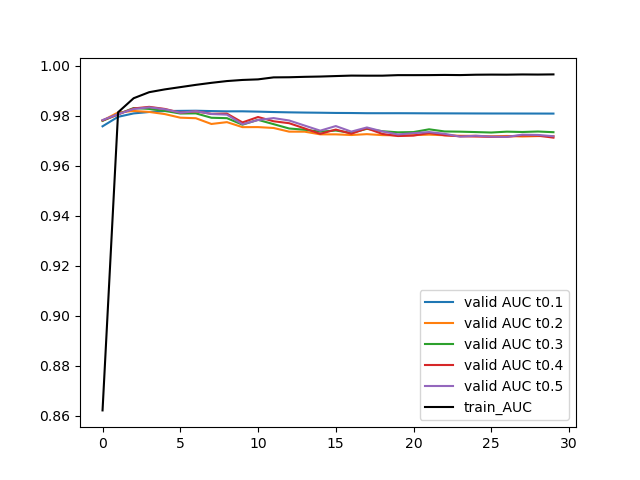 1.00
0.98
0.96
0.94
0.92
0.90
0.88
0.86
0 5 10 15 20 25 30
valid AUC t0.1
valid AUC t0.2
valid AUC t0.3
valid AUC t0.4
valid AUC t0.5
train_AUC